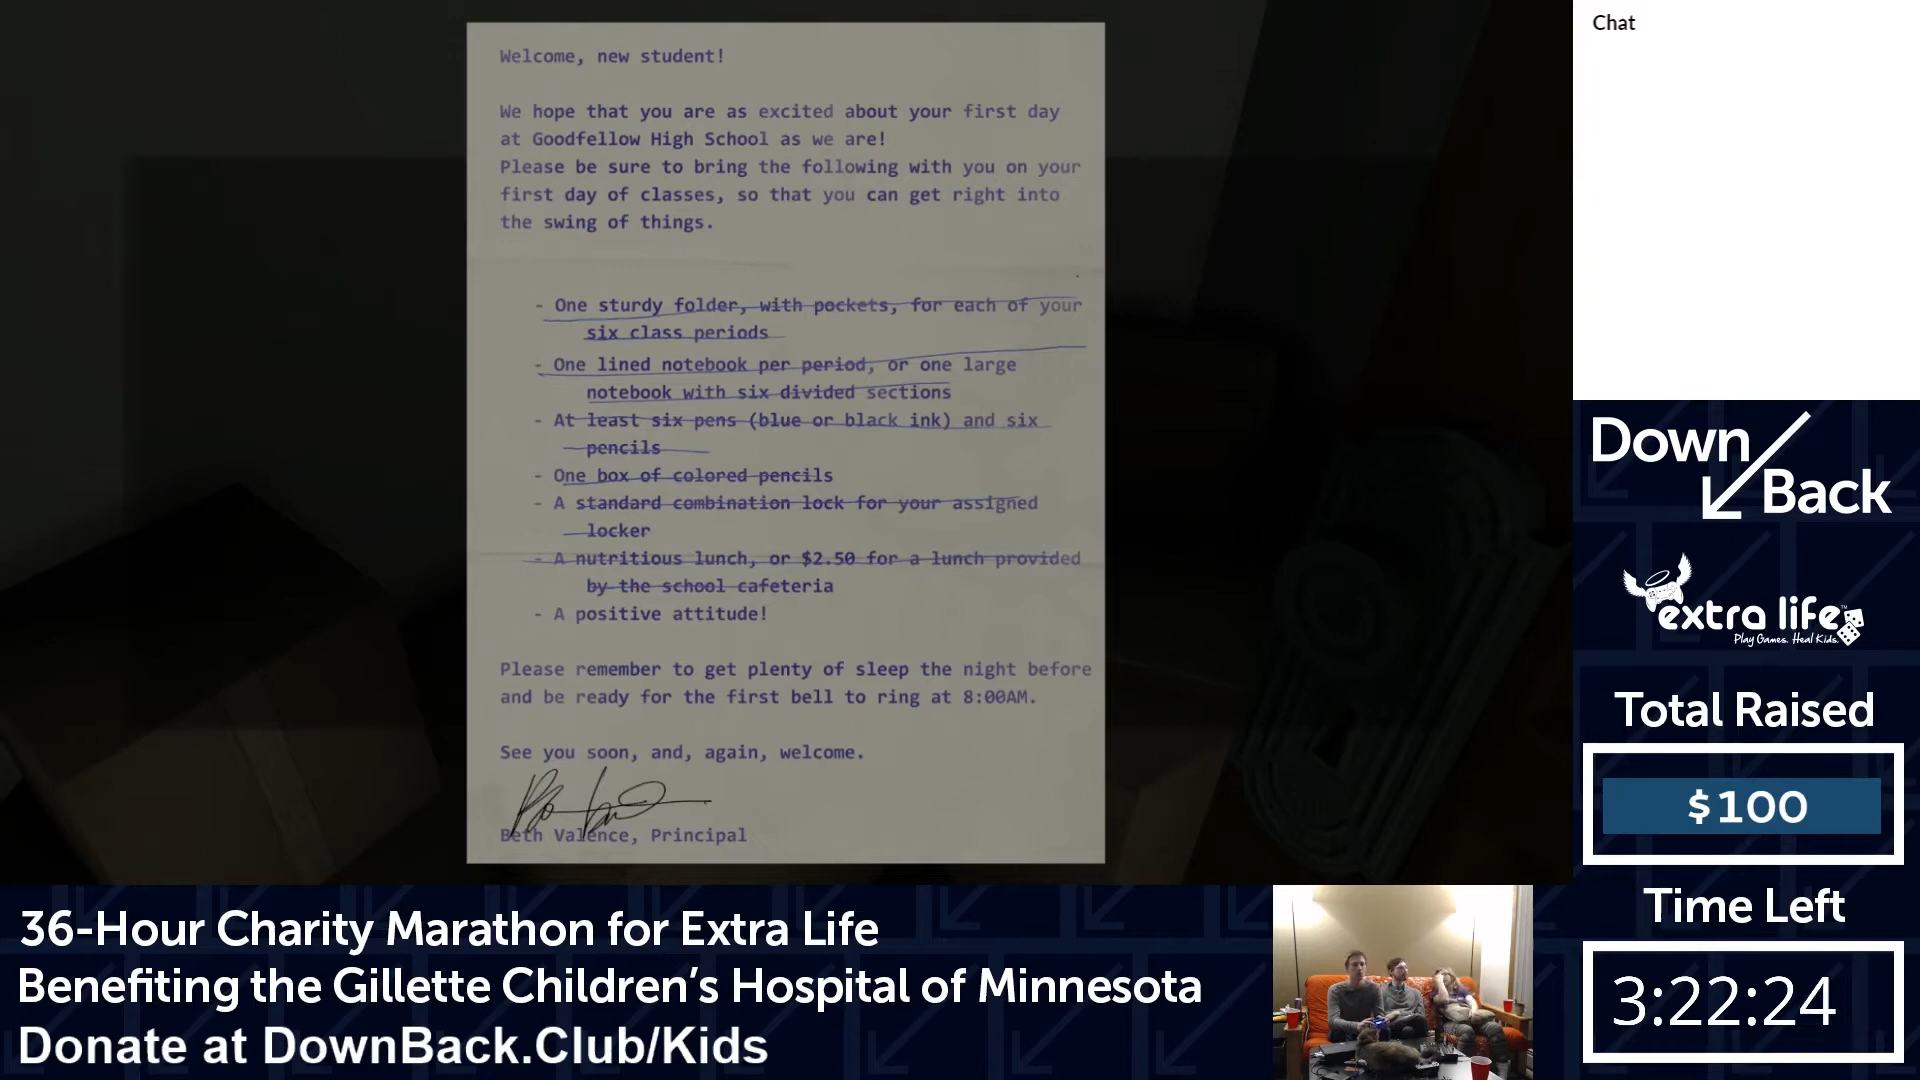 Welcome, new student!
We hope that you are as excited about your first day
at Goodfellow High School as we are!
Please be sure to bring the following with you on your
first day of classes, so that you can get right into
the swing of things.
- One sturdy folder, with pockets, for each of your
six class periods
- One lined notebook per period, or one large
notebook with six divided sections
- At least six pens (blue or black ink) and six
pencils
- One box of colored pencils
- A standard combination lock for your assigned
locker
- A nutritious lunch, or $2.50 for a lunch provided
by the school cafeteria
- A positive attitude!
Please remember to get plenty of sleep the night before
and be ready for the first bell to ring at 8:00AM.
See you soon, and, again, welcome.
Beth Valence, Principal
Chat
Down
Back
extra life
Play Games. Heal Kids.
Total Raised
$100
Time Left
3:22:24
36-Hour Charity Marathon for Extra Life
Benefiting the Gillette Children's Hospital of Minnesota
Donate at DownBack.Club/Kids